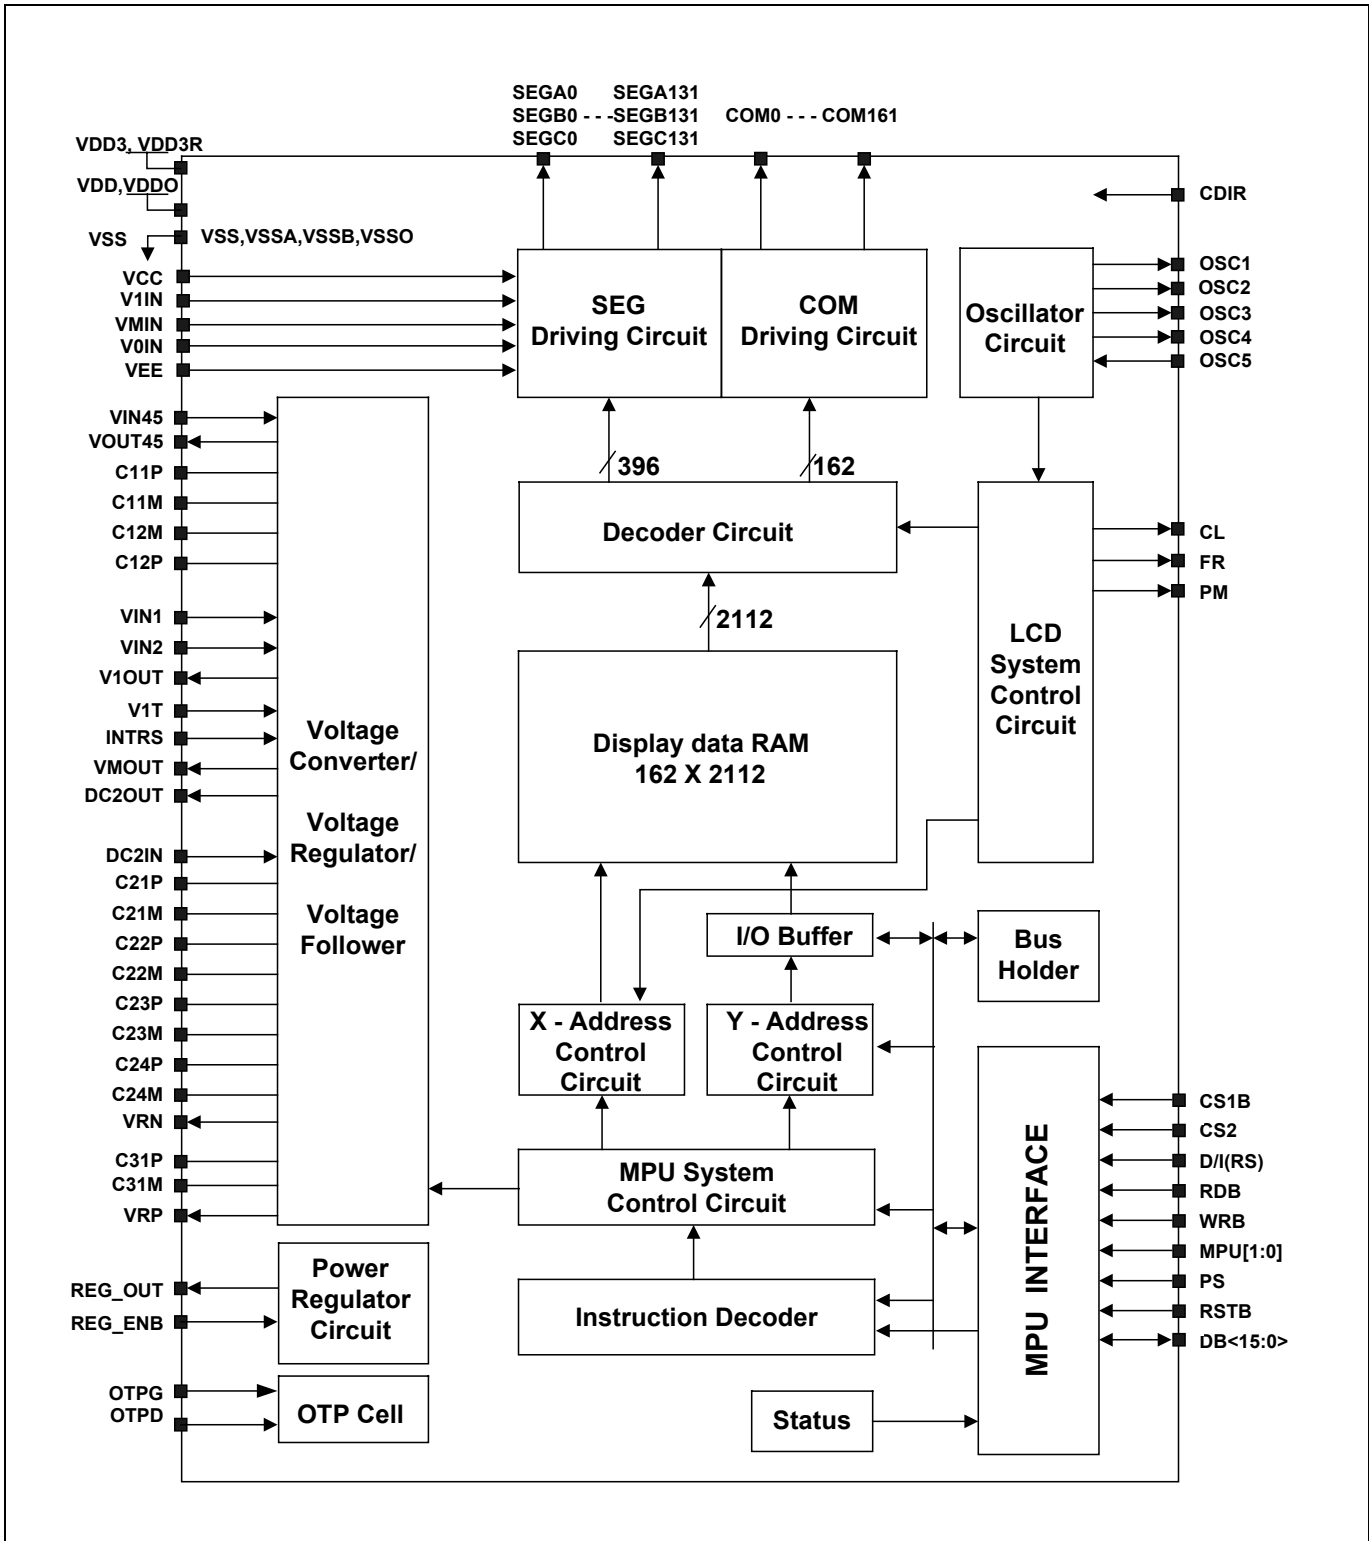 SEGA0 SEGA131
SEGB0 - - - SEGB131 COM0 - - - COM161
SEGC0 SEGC131
VDD3, VDD3R
VDD,VDDO
VSS VSS,VSSA,VSSB,VSSO
VCC
V1IN
VMIN
V0IN
VEE
SEG
Driving Circuit
COM
Driving Circuit
Oscillator
Circuit
CDIR
OSC1
OSC2
OSC3
OSC4
OSC5
VIN45
VOUT45
C11P
C11M
C12M
C12P
VIN1
VIN2
V1OUT
V1T
INTRS
VMOUT
DC2OUT
DC2IN
C21P
C21M
C22P
C22M
C23P
C23M
C24P
C24M
VRN
C31P
C31M
VRP
Voltage
Converter/
Voltage
Regulator/
Voltage
Follower
396
162
Decoder Circuit
2112
Display data RAM
162 X 2112
LCD
System
Control
Circuit
CL
FR
PM
I/O Buffer
Bus
Holder
X - Address
Control
Circuit
Y - Address
Control
Circuit
MPU System
Control Circuit
Instruction Decoder
MPU INTERFACE
CS1B
CS2
D/I(RS)
RDB
WRB
MPU[1:0]
PS
RSTB
DB<15:0>
REG_OUT
REG_ENB
Power
Regulator
Circuit
OTPG
OTPD
OTP Cell
Status